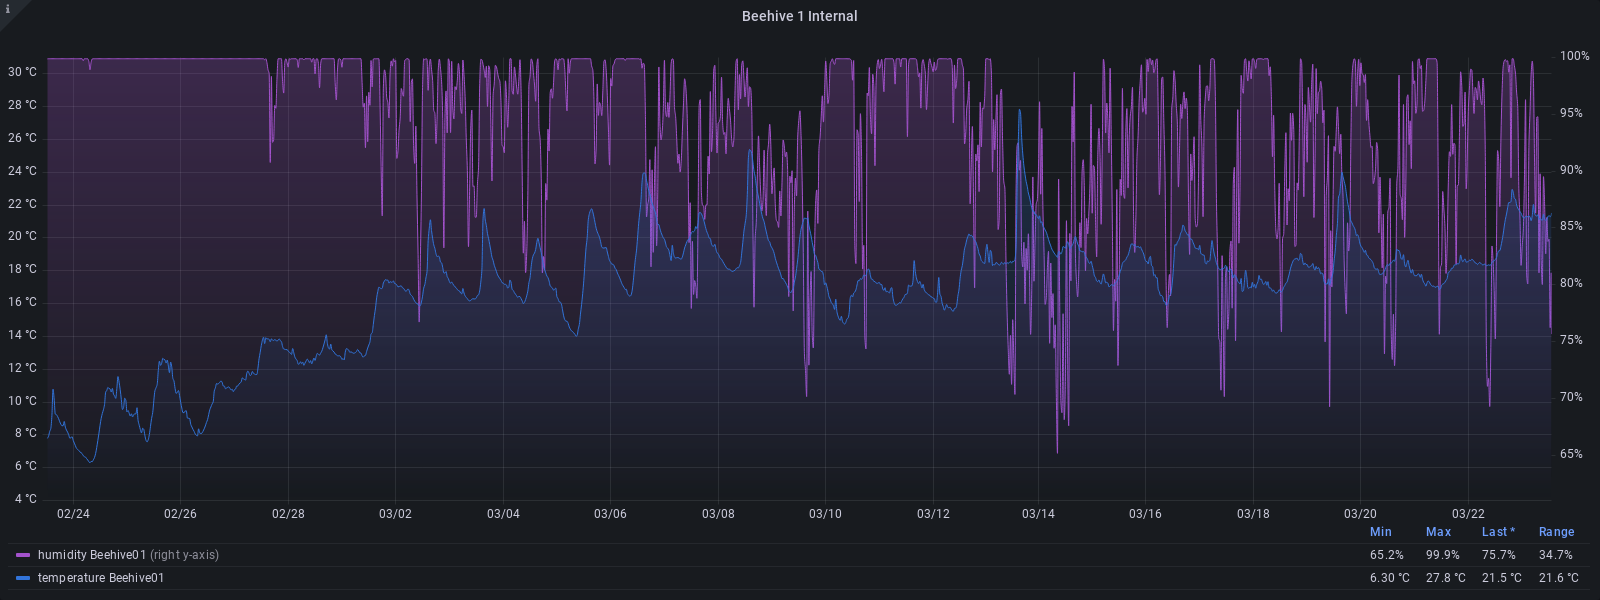 i
Beehive 1 Internal
30 °C
28 °C
26 °C
24 °C
22 °C
20 °C
18 °C
16 °C
14 °C
12 °C
10 °C
8 °C
6 °C
4 °C
100%
95%
90%
85%
80%
75%
70%
65%
02/24 02/26 02/28 03/02 03/04 03/06 03/08 03/10 03/12 03/14 03/16 03/18 03/20 03/22
Min Max Last * Range
humidity Beehive01 (right y-axis) 65.2% 99.9% 75.7% 34.7%
temperature Beehive01 6.30 °C 27.8 °C 21.5 °C 21.6 °C